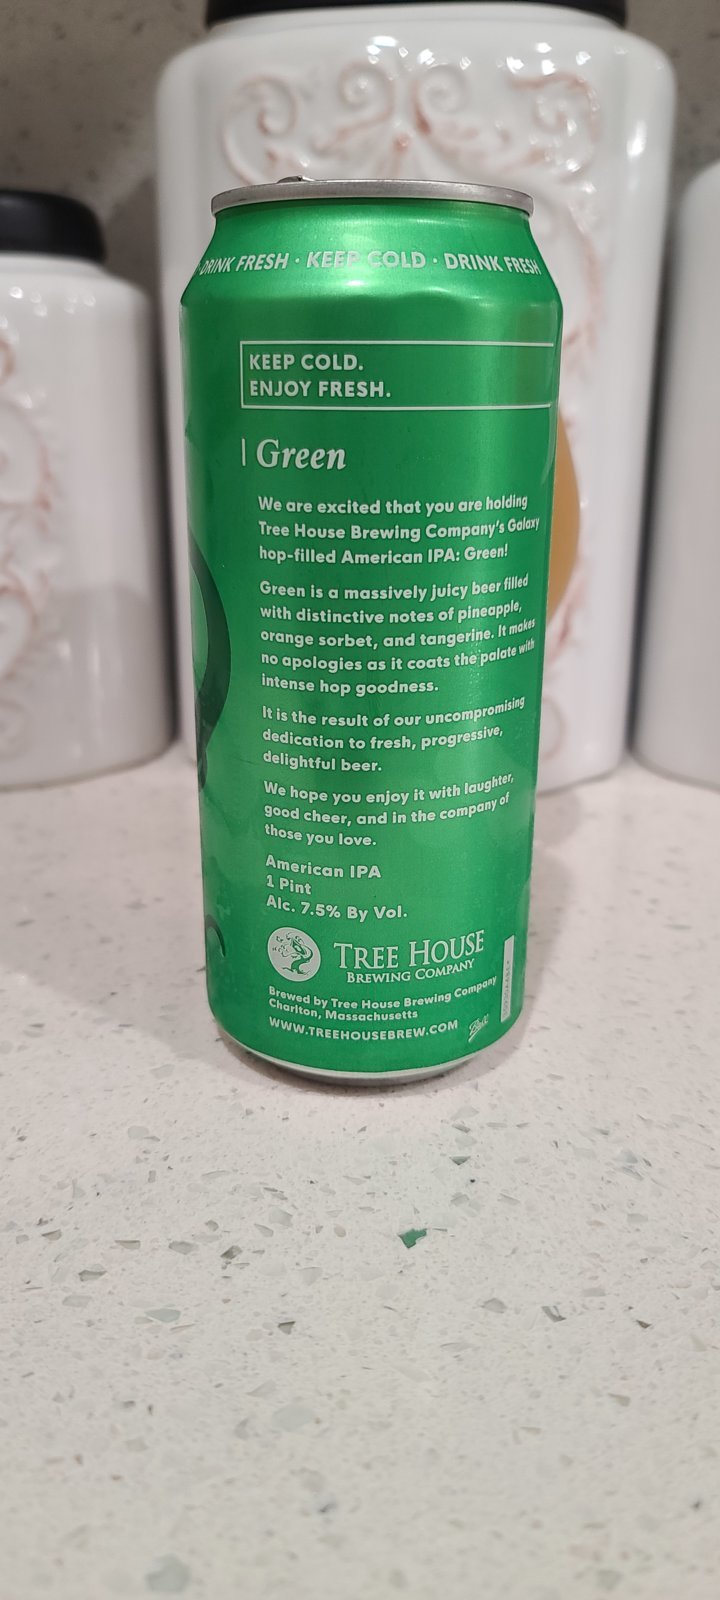 DRINK FRESH · KEEP COLD · DRINK FRESH
KEEP COLD.
ENJOY FRESH.
Green
We are excited that you are holding
Tree House Brewing Company's Galaxy
hop-filled American IPA: Green!
Green is a massively juicy beer filled
with distinctive notes of pineapple,
orange sorbet, and tangerine. It makes
no apologies as it coats the palate with
intense hop goodness.
It is the result of our uncompromising
dedication to fresh, progressive,
delightful beer.
We hope you enjoy it with laughter,
good cheer, and in the company of
those you love.
American IPA
1 Pint
Alc. 7.5% By Vol.
TREE HOUSE
BREWING COMPANY
Brewed by Tree House Brewing Company
Charlton, Massachusetts
WWW.TREEHOUSEBREW.COM
Ball